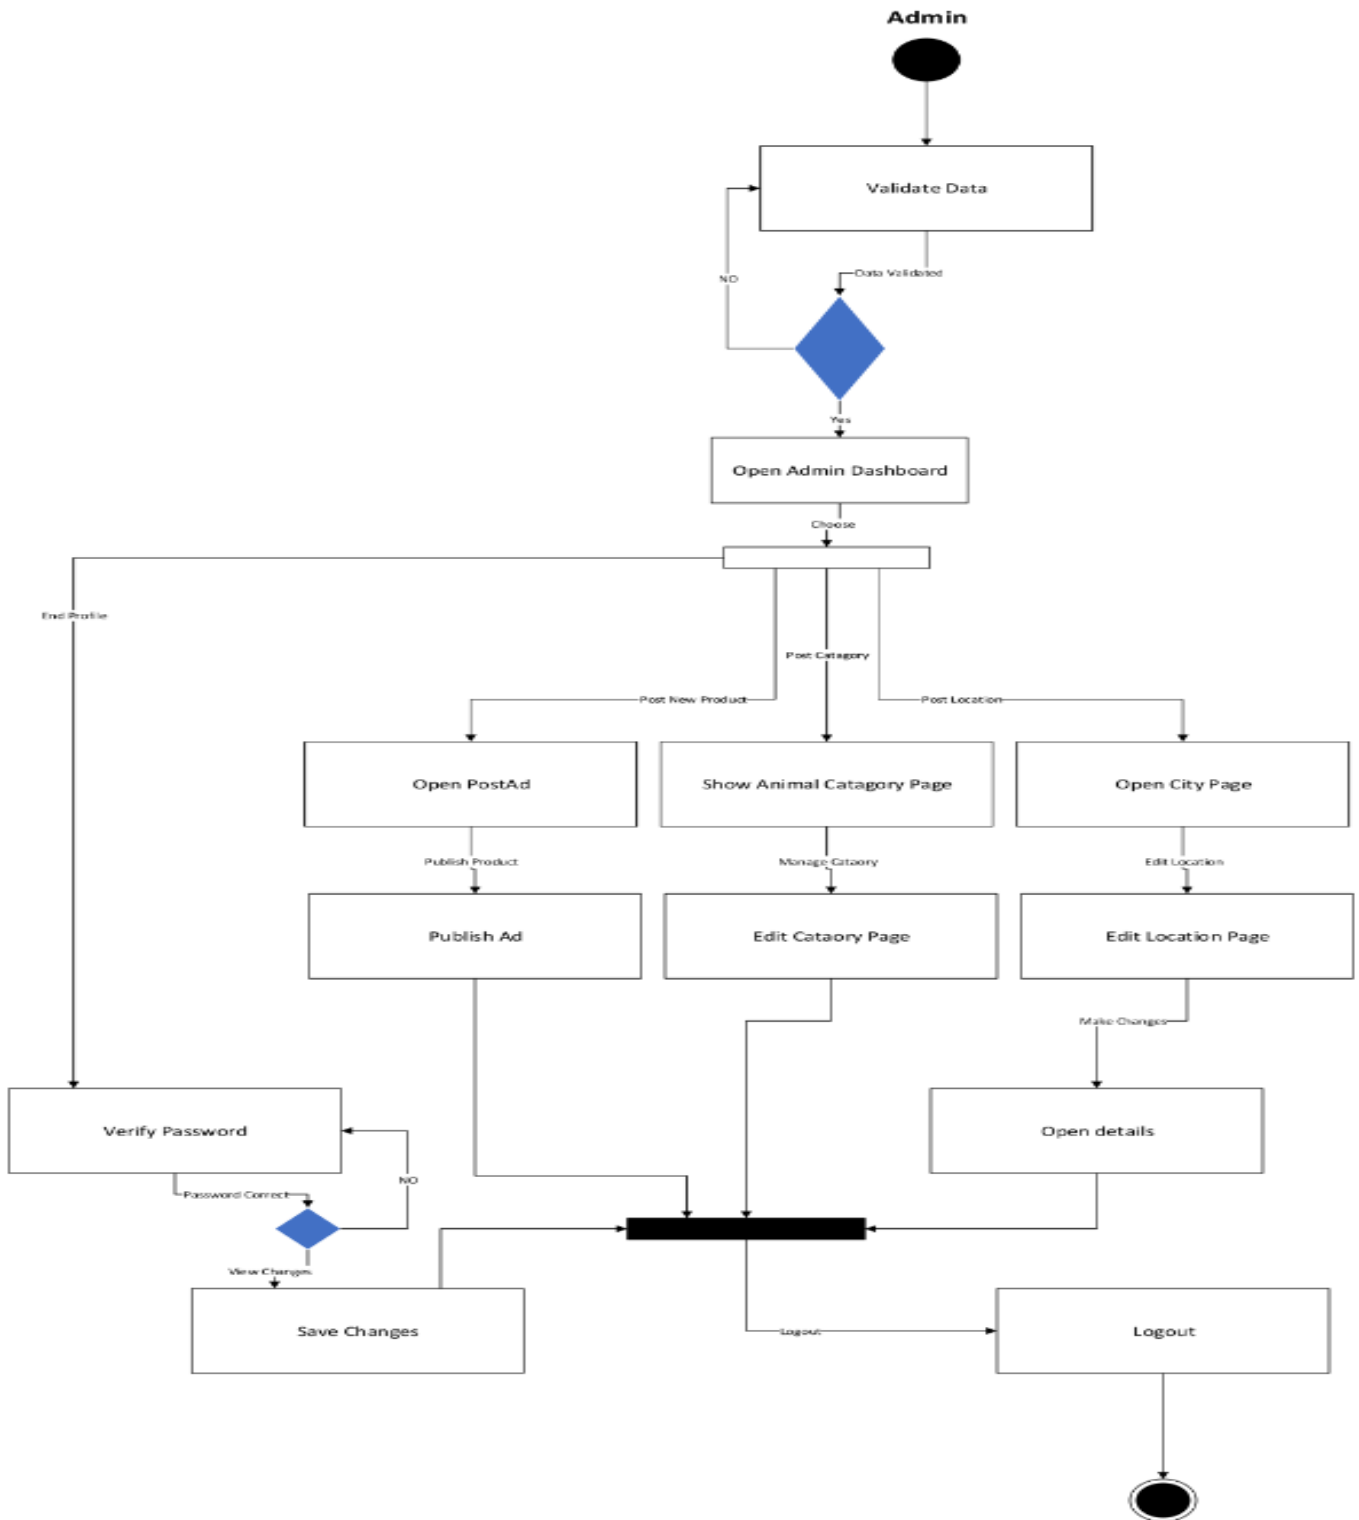 Admin
Validate Data
Data Validated
NO
Yes
Open Admin Dashboard
Choose
End Profile
Post Catagory
Post New Product
Post Location
Open PostAd
Show Animal Catagory Page
Open City Page
Publish Product
Manage Cataory
Edit Location
Publish Ad
Edit Cataory Page
Edit Location Page
Make Changes
Verify Password
Open details
NO
Password Correct
View Changes
Save Changes
Logout
Logout